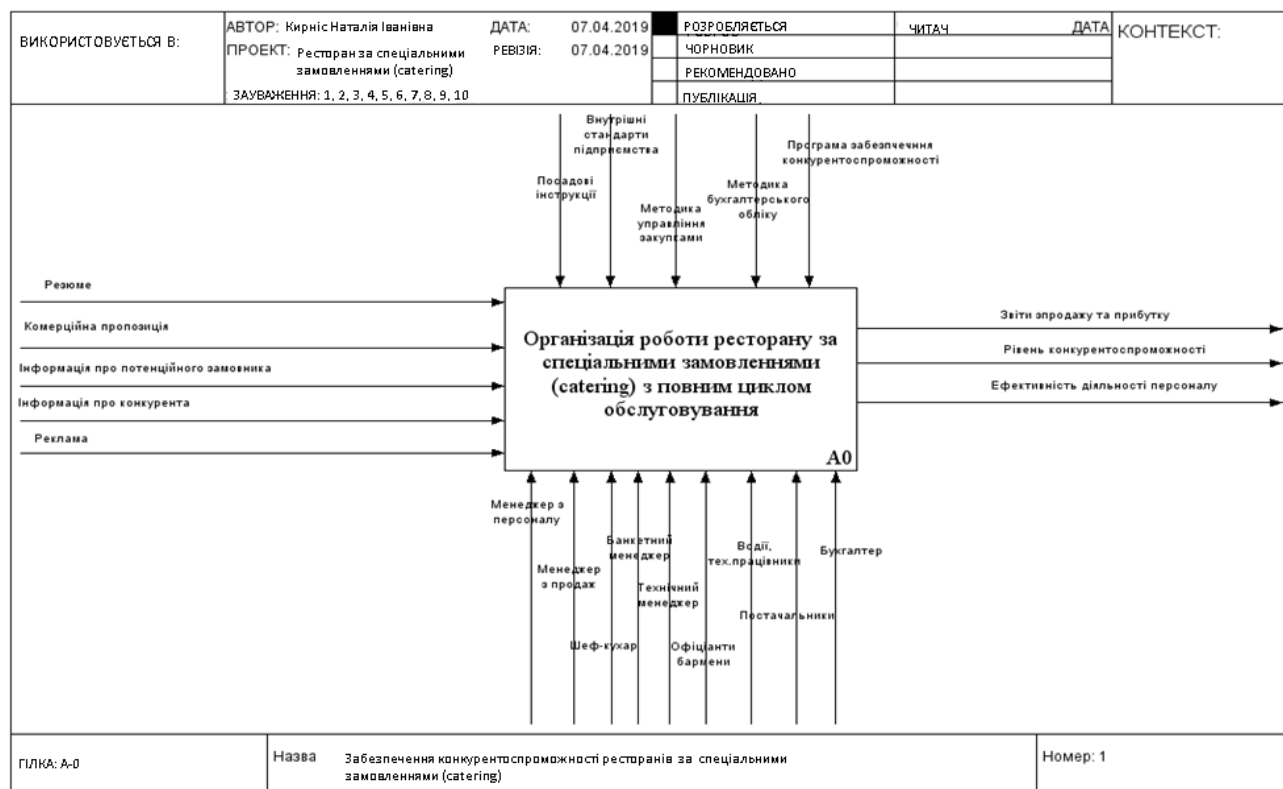 ВИКОРИСТОВУЄТЬСЯ В:
АВТОР: Кирніс Наталія Іванівна
ДАТА: 07.04.2019
ПРОЕКТ: Ресторан за спеціальними
замовленнями (catering)
РЕВІЗІЯ: 07.04.2019
ЗАУВАЖЕННЯ: 1, 2, 3, 4, 5, 6, 7, 8, 9, 10
РОЗРОБЛЯЄТЬСЯ
ЧОРНОВИК
РЕКОМЕНДОВАНО
ПУБЛІКАЦІЯ
ЧИТАЧ
ДАТА
КОНТЕКСТ:
Внутрішні
стандарти
підприємства
Посадові
інструкції
Методика
управління
закупками
Методика
бухгалтерського
обліку
Програма забезпечення
конкурентоспроможності
Резюме
Комерційна пропозиція
Інформація про потенційного замовника
Інформація про конкурента
Реклама
Організація роботи ресторану за
спеціальними замовленнями
(catering) з повним циклом
обслуговування
A0
Звіти зпродажу та прибутку
Рівень конкурентоспроможності
Ефективність діяльності персоналу
Менеджер з
персоналу
Менеджер
з продаж
Шеф-кухар
Банкетний
менеджер
Технічний
менеджер
Офіціанти
бармени
Водії,
тех.працівники
Постачальники
Бухгалтер
ГІЛКА: А-0
Назва
Забезпечення конкурентоспроможності ресторанів за спеціальними
замовленнями (catering)
Номер: 1